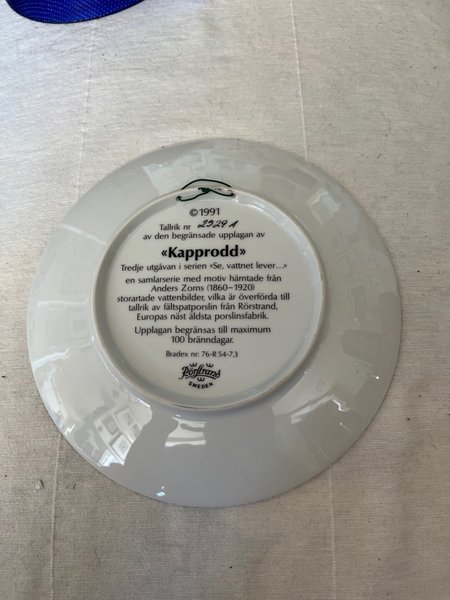 ©1991
Tallrik nr 2529 A
av den begränsade upplagan av
«Kapprodd»
Tredje utgåvan i serien «Se, vattnet lever...»
en samlarserie med motiv hämtade från
Anders Zorns (1860–1920)
storartade vattenbilder, vilka är överförda till
tallrik av fältspatporslin från Rörstrand,
Europas näst äldsta porslinsfabrik.
Upplagan begränsas till maximum
100 bränndagar.
Bradex nr: 76-R 54-7.3
Rörstrand
SWEDEN